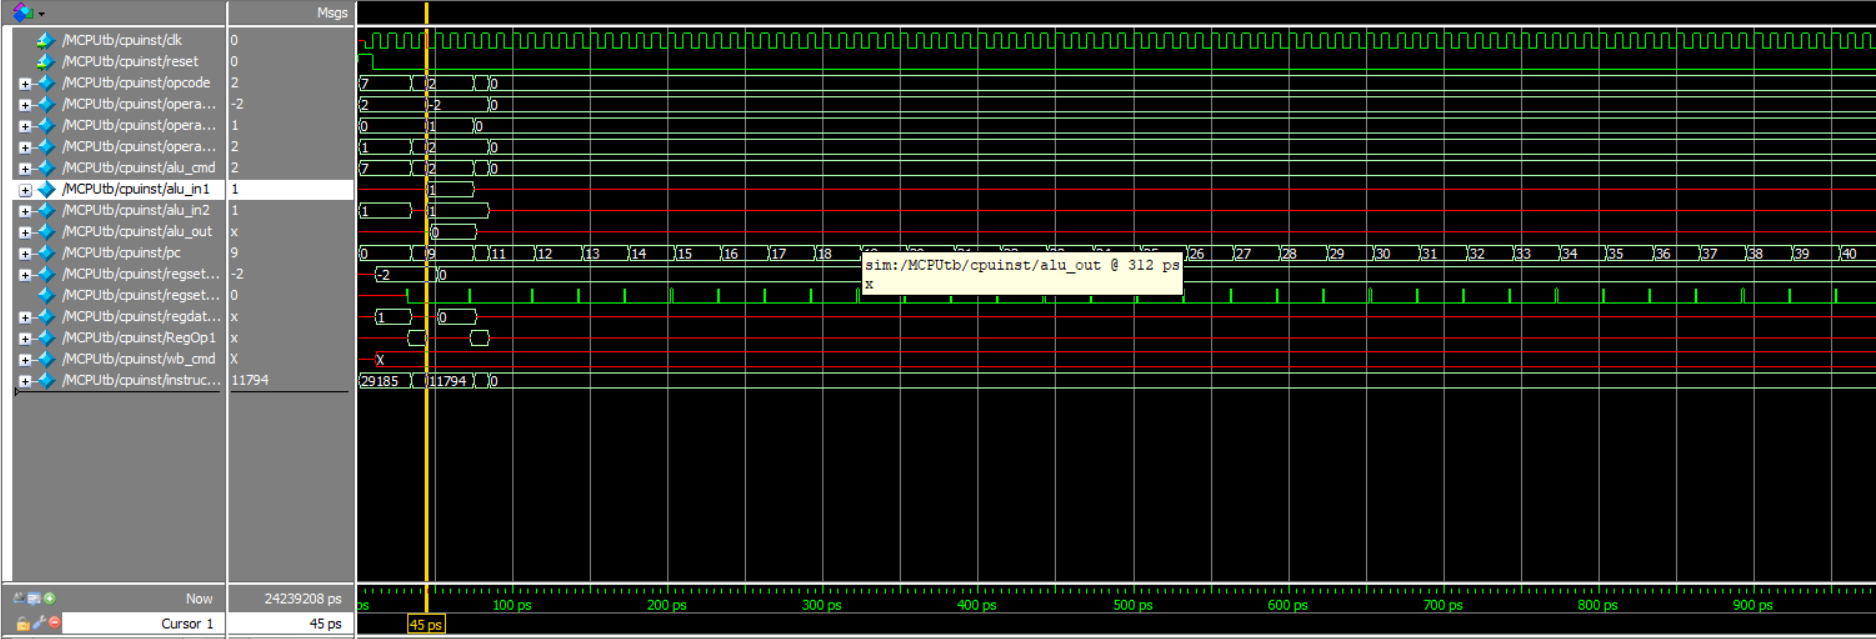 Msgs
/MCPUtb/cpuinst/clk 0
/MCPUtb/cpuinst/reset 0
/MCPUtb/cpuinst/opcode 2 7 2 0
/MCPUtb/cpuinst/opera... -2 2 -2 0
/MCPUtb/cpuinst/opera... 1 0 1 0
/MCPUtb/cpuinst/opera... 2 1 2 0
/MCPUtb/cpuinst/alu_cmd 2 7 2 0
/MCPUtb/cpuinst/alu_in1 1 1
/MCPUtb/cpuinst/alu_in2 1 1 1
/MCPUtb/cpuinst/alu_out x 0
/MCPUtb/cpuinst/pc 9 0 9 11 12 13 14 15 16 17 18 26 27 28 30 31 32 33 34 35 36 37 38 39 40
sim:/MCPUtb/cpuinst/alu_out @ 312 ps
x
/MCPUtb/cpuinst/regset... -2 -2 0
/MCPUtb/cpuinst/regset... 0
/MCPUtb/cpuinst/regdat... x 1 0
/MCPUtb/cpuinst/RegOp1 x
/MCPUtb/cpuinst/wb_cmd X X
/MCPUtb/cpuinst/instruc... 11794 29185 11794 0
Now 24239208 ps ps 100 ps 200 ps 300 ps 400 ps 500 ps 600 ps 700 ps 800 ps 900 ps
Cursor 1 45 ps 45 ps